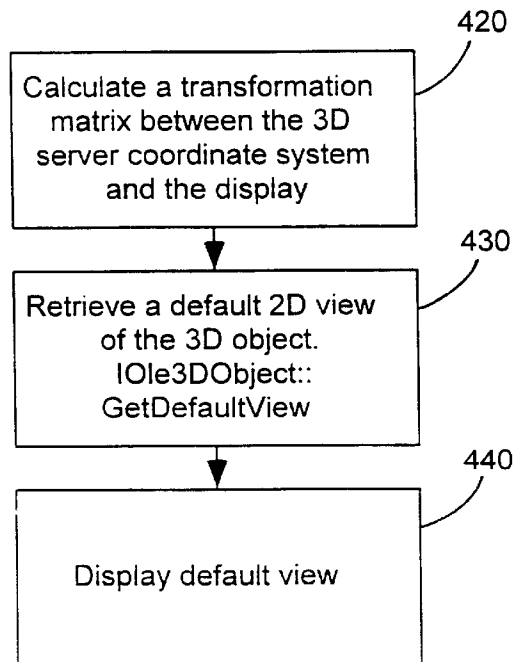 420
Calculate a transformation
matrix between the 3D
server coordinate system
and the display
430
Retrieve a default 2D view
of the 3D object.
IOle3DObject::
GetDefaultView
440
Display default view